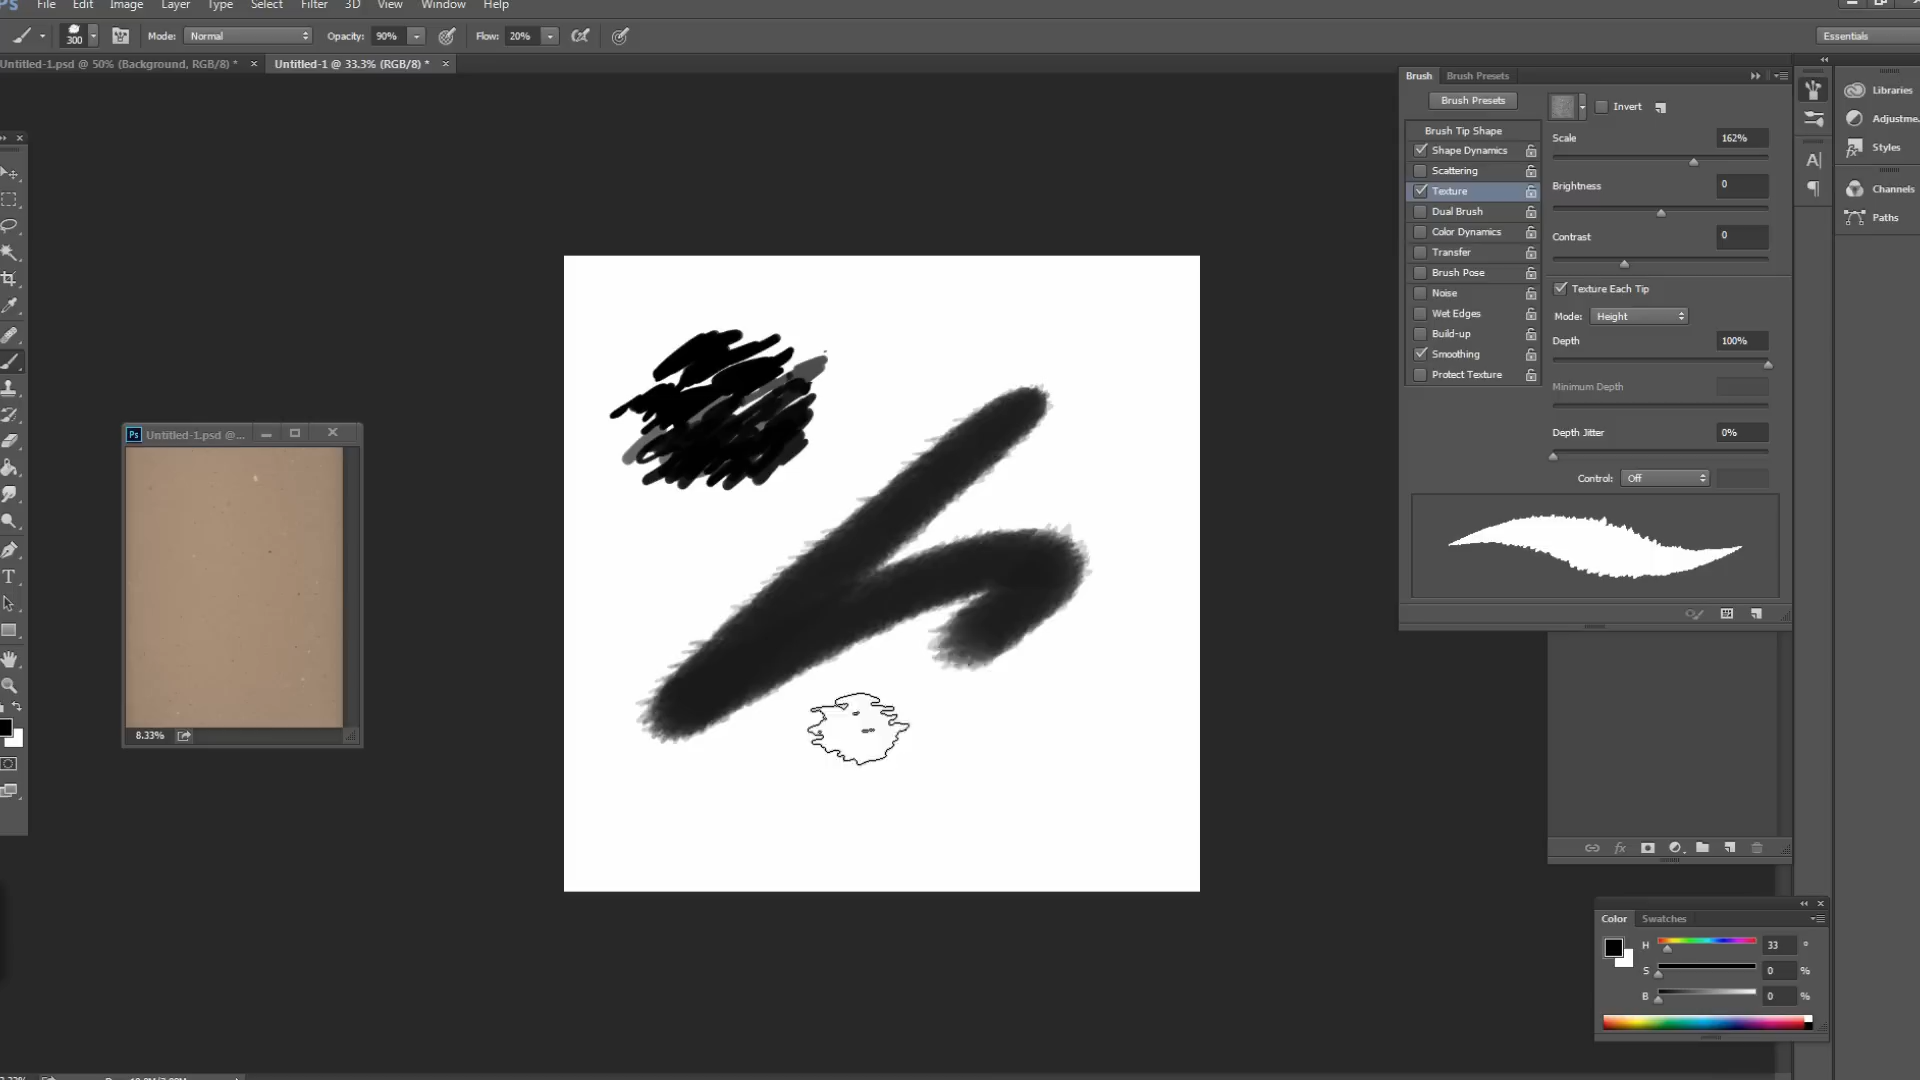 Ps File Edit Image Layer Type Select Filter 3D View Window Help
300 Mode: Normal Opacity: 90% Flow: 20% Essentials
Untitled-1.psd @ 50% (Background, RGB/8) * × Untitled-1 @ 33.3% (RGB/8) * ×
Brush Brush Presets
Brush Presets Invert
Brush Tip Shape
Shape Dynamics
Scattering
Texture
Dual Brush
Color Dynamics
Transfer
Brush Pose
Noise
Wet Edges
Build-up
Smoothing
Protect Texture
Scale 162%
Brightness 0
Contrast 0
Texture Each Tip
Mode: Height
Depth 100%
Minimum Depth
Depth Jitter 0%
Control: Off
Libraries
Adjustme...
Styles
Channels
Paths
Ps Untitled-1.psd @...
8.33%
T
fx
Color Swatches
H 33 °
S 0 %
B 0 %